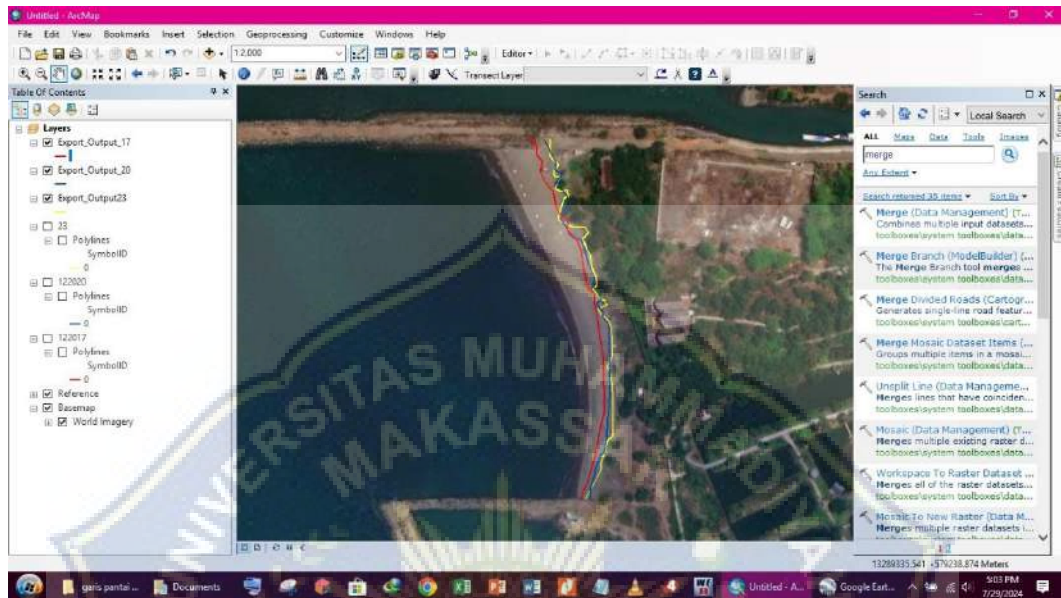 Untitled - ArcMap
File Edit View Bookmarks Insert Selection Geoprocessing Customize Windows Help
1:2,000
Editor
Transect Layer
Table Of Contents
Layers
Export_Output_17
Export_Output_20
Export_Output23
23
Polylines
SymbolID
0
122020
Polylines
SymbolID
0
122017
Polylines
SymbolID
0
Reference
Basemap
World Imagery
UNIVERSITAS MUHAMMADIYA
MAKASSA
Search
Local Search
ALL Maps Data Tools Images
merge
Any Extent
Search returned 35 items Sort By
Merge (Data Management) (T...
Combines multiple input datasets...
toolboxes\system toolboxes\data...
Merge Branch (ModelBuilder) (...
The Merge Branch tool merges ...
toolboxes\system toolboxes\data...
Merge Divided Roads (Cartogr...
Generates single-line road featur...
toolboxes\system toolboxes\cart...
Merge Mosaic Dataset Items (...
Groups multiple items in a mosai...
toolboxes\system toolboxes\data...
Unsplit Line (Data Manageme...
Merges lines that have coinciden...
toolboxes\system toolboxes\data...
Mosaic (Data Management) (T...
Merges multiple existing raster d...
toolboxes\system toolboxes\data...
Workspace To Raster Dataset ...
Merges all of the raster datasets...
toolboxes\system toolboxes\data...
Mosaic To New Raster (Data M...
Merges multiple raster datasets i...
13289335.541 -579238.874 Meters
garis pantai ...
Documents
Untitled - A...
Google Eart...
5:03 PM
7/29/2024